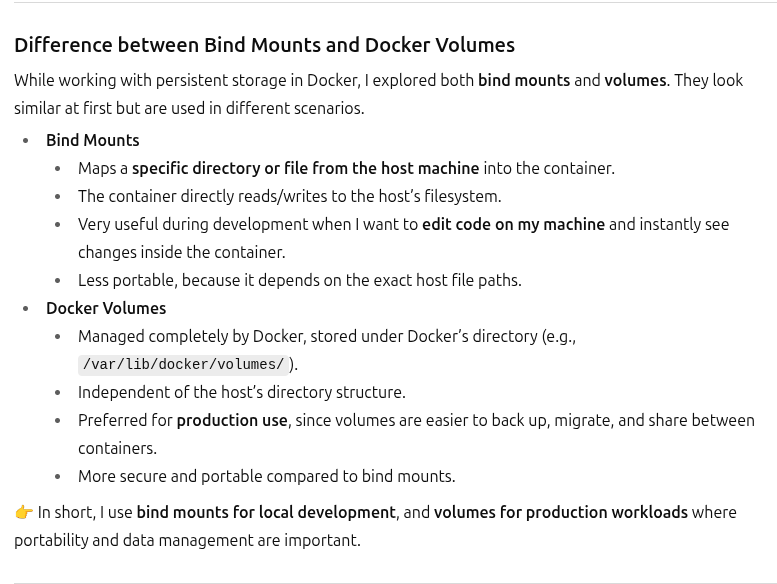 Difference between Bind Mounts and Docker Volumes
While working with persistent storage in Docker, I explored both bind mounts and volumes. They look
similar at first but are used in different scenarios.
• Bind Mounts
• Maps a specific directory or file from the host machine into the container.
• The container directly reads/writes to the host's filesystem.
• Very useful during development when I want to edit code on my machine and instantly see
changes inside the container.
• Less portable, because it depends on the exact host file paths.
• Docker Volumes
• Managed completely by Docker, stored under Docker's directory (e.g.,
/var/lib/docker/volumes/ ).
• Independent of the host's directory structure.
• Preferred for production use, since volumes are easier to back up, migrate, and share between
containers.
• More secure and portable compared to bind mounts.
👉 In short, I use bind mounts for local development, and volumes for production workloads where
portability and data management are important.